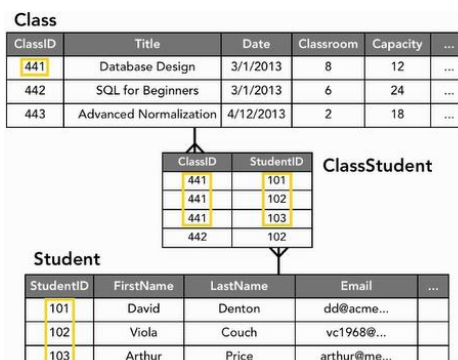 Class
ClassID Title Date Classroom Capacity ...
441 Database Design 3/1/2013 8 12 ...
442 SQL for Beginners 3/1/2013 6 24 ...
443 Advanced Normalization 4/12/2013 2 18 ...
ClassID StudentID
ClassStudent
441 101
441 102
441 103
442 102
Student
StudentID FirstName LastName Email ...
101 David Denton dd@acme...
102 Viola Couch vc1968@...
103 Arthur Price arthur@me...